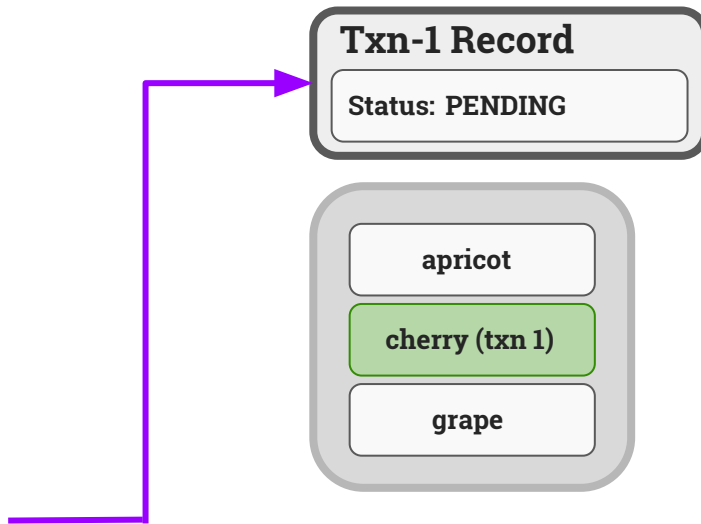 Txn-1 Record
Status: PENDING
apricot
cherry (txn 1)
grape